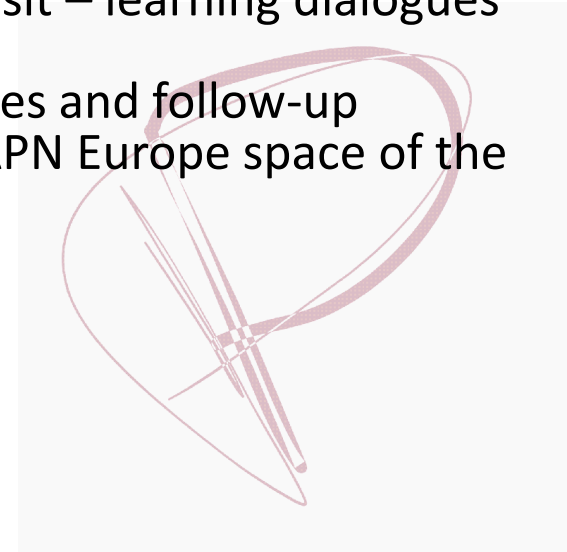 sit – learning dialogues
es and follow-up
PN Europe space of the